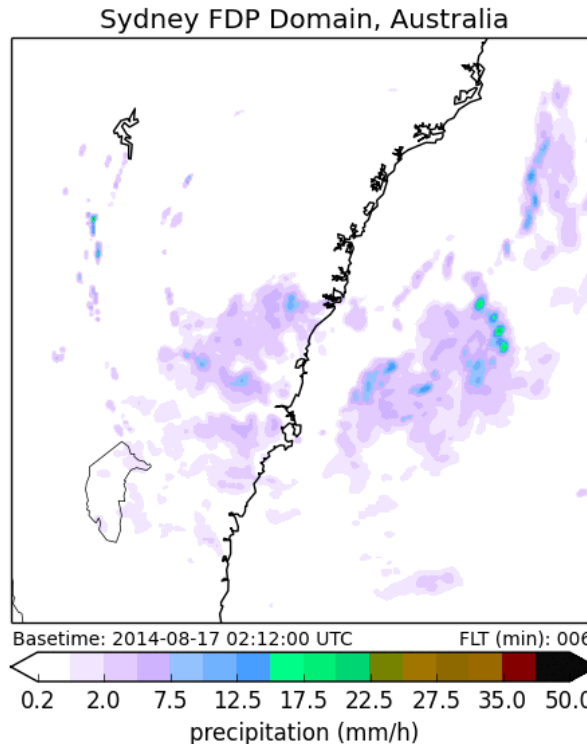 Sydney FDP Domain, Australia
Basetime: 2014-08-17 02:12:00 UTC FLT (min): 006
0.2 2.0 7.5 12.5 17.5 22.5 27.5 35.0 50.0
precipitation (mm/h)